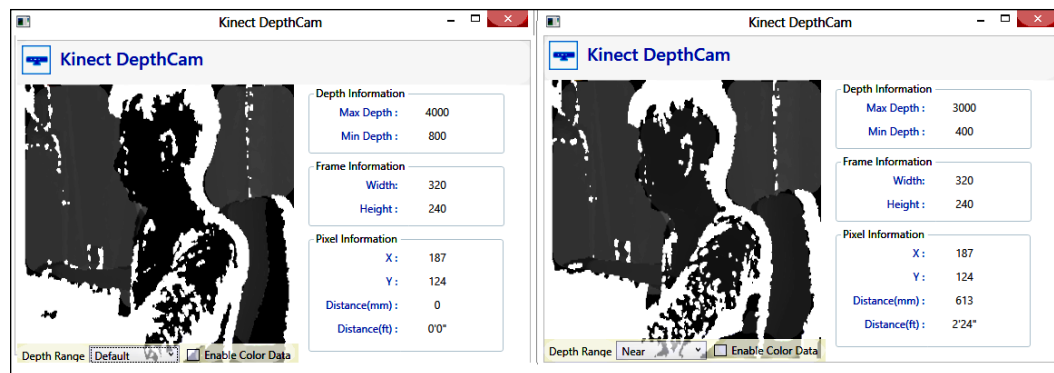 Kinect DepthCam
Kinect DepthCam
Depth Information
Max Depth : 4000
Min Depth : 800
Frame Information
Width: 320
Height : 240
Pixel Information
X : 187
Y : 124
Distance(mm) : 0
Distance(ft) : 0'0"
Depth Range Default Enable Color Data
Kinect DepthCam
Kinect DepthCam
Depth Information
Max Depth : 3000
Min Depth : 400
Frame Information
Width: 320
Height : 240
Pixel Information
X : 187
Y : 124
Distance(mm) : 613
Distance(ft) : 2'24"
Depth Range Near Enable Color Data